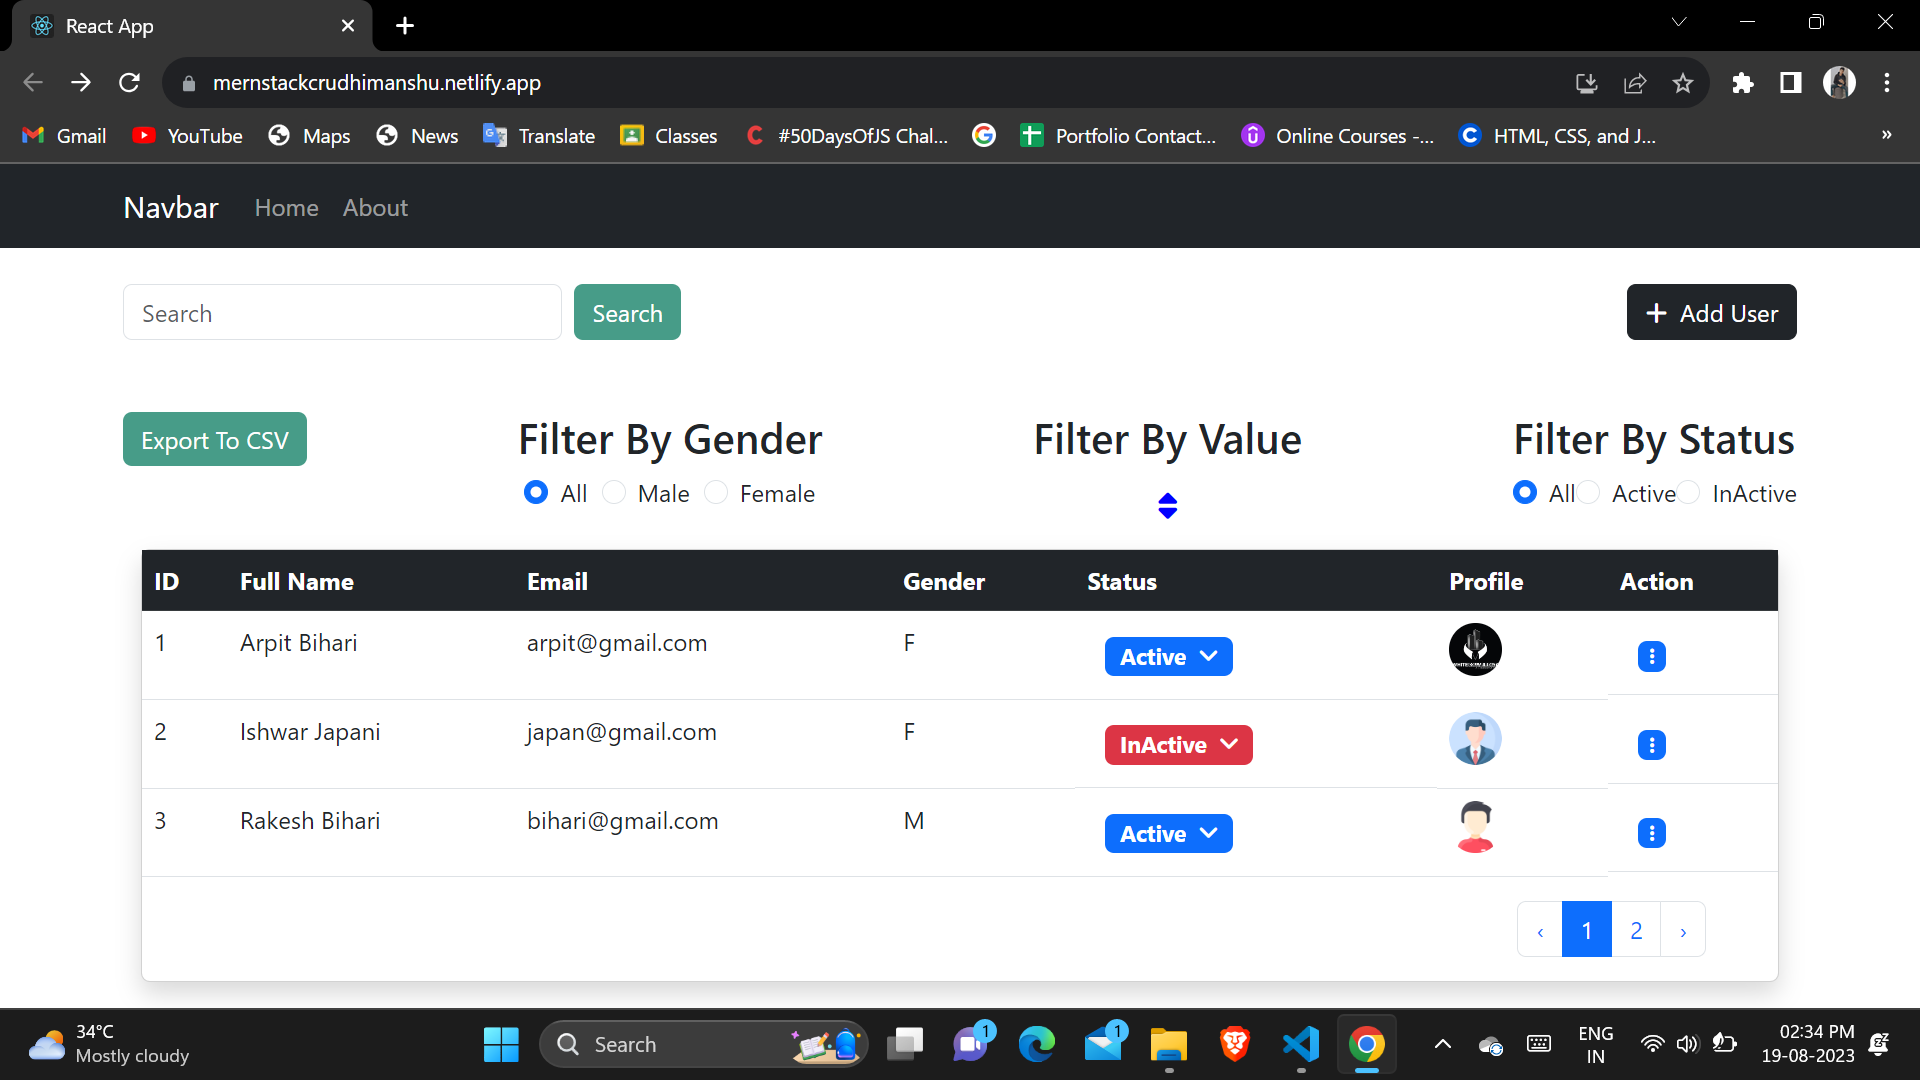 React App
mernstackcrudhimanshu.netlify.app
Gmail YouTube Maps News Translate Classes #50DaysOfJS Chal... Portfolio Contact... Online Courses -... HTML, CSS, and J... »
Navbar Home About
Search Search + Add User
Export To CSV Filter By Gender Filter By Value Filter By Status
All Male Female All Active InActive
ID Full Name Email Gender Status Profile Action
1 Arpit Bihari arpit@gmail.com F Active
2 Ishwar Japani japan@gmail.com F InActive
3 Rakesh Bihari bihari@gmail.com M Active
‹ 1 2 ›
34°C
Mostly cloudy
Search
1
1
ENG
IN
02:34 PM
19-08-2023